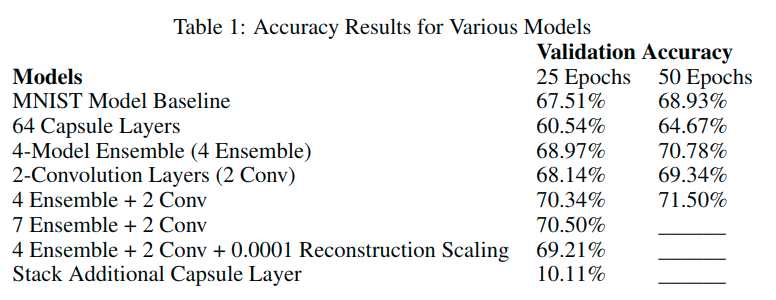 Table 1: Accuracy Results for Various Models
Validation Accuracy
Models 25 Epochs 50 Epochs
MNIST Model Baseline 67.51% 68.93%
64 Capsule Layers 60.54% 64.67%
4-Model Ensemble (4 Ensemble) 68.97% 70.78%
2-Convolution Layers (2 Conv) 68.14% 69.34%
4 Ensemble + 2 Conv 70.34% 71.50%
7 Ensemble + 2 Conv 70.50% ______
4 Ensemble + 2 Conv + 0.0001 Reconstruction Scaling 69.21% ______
Stack Additional Capsule Layer 10.11% ______